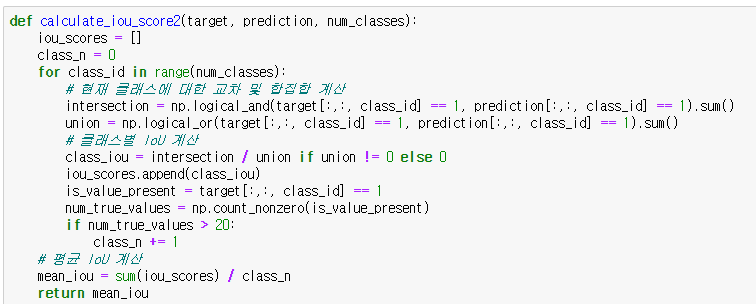 def calculate_iou_score2(target, prediction, num_classes):
    iou_scores = []
    class_n = 0
    for class_id in range(num_classes):
        # 현재 클래스에 대한 교차 및 합집합 계산
        intersection = np.logical_and(target[:,:, class_id] == 1, prediction[:,:, class_id] == 1).sum()
        union = np.logical_or(target[:,:, class_id] == 1, prediction[:,:, class_id] == 1).sum()
        # 클래스별 IoU 계산
        class_iou = intersection / union if union != 0 else 0
        iou_scores.append(class_iou)
        is_value_present = target[:,:, class_id] == 1
        num_true_values = np.count_nonzero(is_value_present)
        if num_true_values > 20:
            class_n += 1
    # 평균 IoU 계산
    mean_iou = sum(iou_scores) / class_n
    return mean_iou